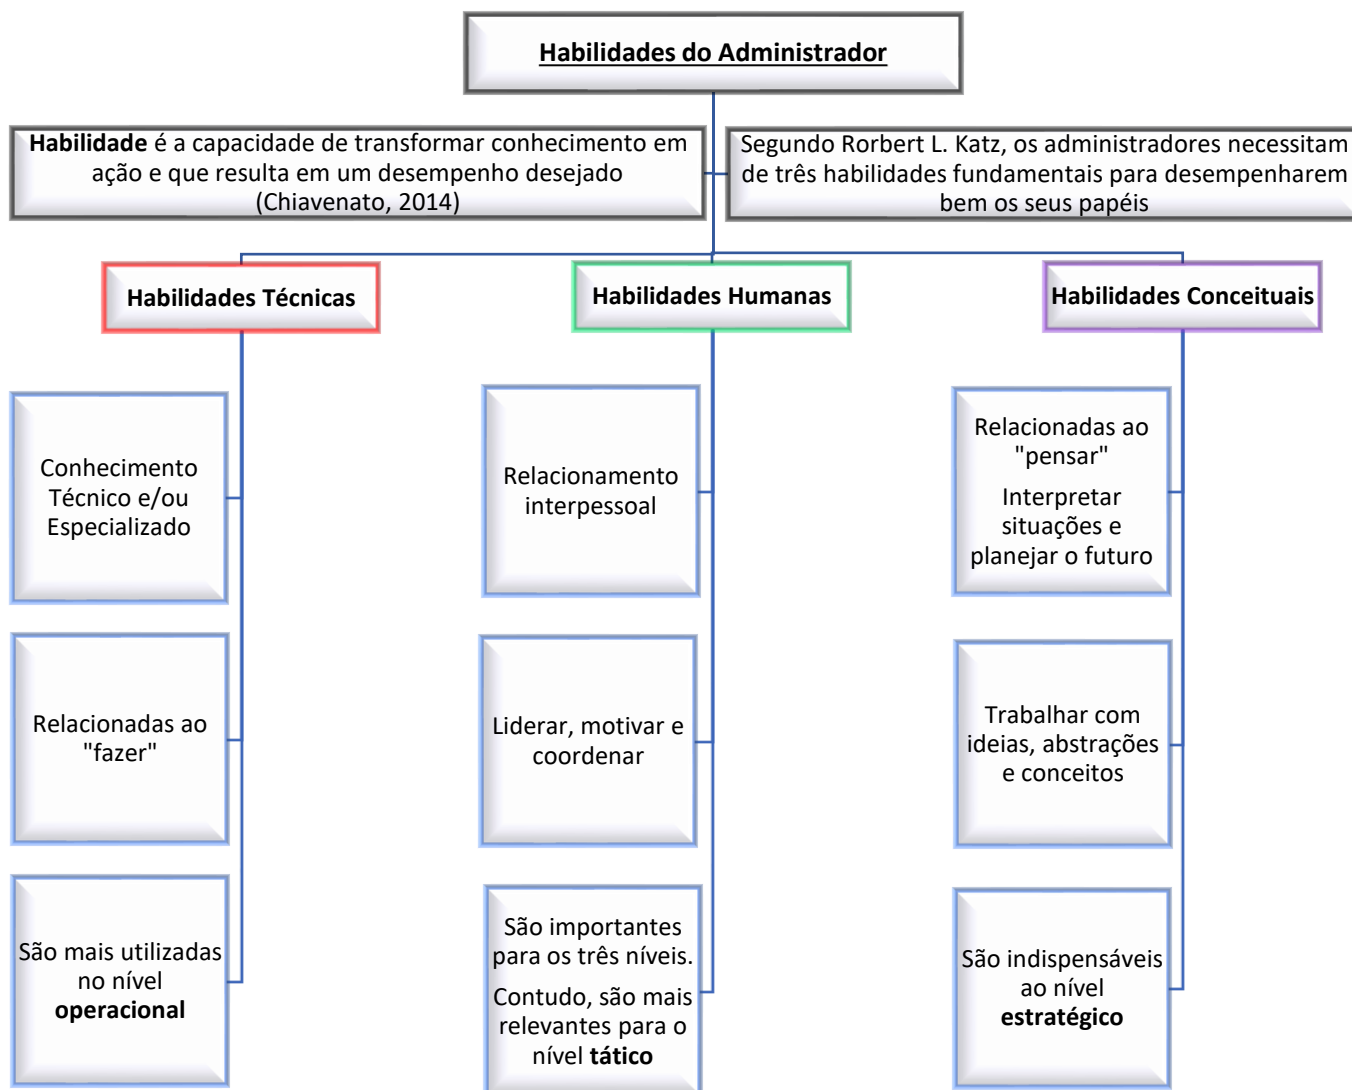 Habilidades do Administrador
Habilidade é a capacidade de transformar conhecimento em
ação e que resulta em um desempenho desejado
(Chiavenato, 2014)
Segundo Rorbert L. Katz, os administradores necessitam
de três habilidades fundamentais para desempenharem
bem os seus papéis
Habilidades Técnicas
Conhecimento
Técnico e/ou
Especializado
Relacionadas ao
"fazer"
São mais utilizadas
no nível
operacional
Habilidades Humanas
Relacionamento
interpessoal
Liderar, motivar e
coordenar
São importantes
para os três níveis.
Contudo, são mais
relevantes para o
nível tático
Habilidades Conceituais
Relacionadas ao
"pensar"
Interpretar
situações e
planejar o futuro
Trabalhar com
ideias, abstrações
e conceitos
São indispensáveis
ao nível
estratégico